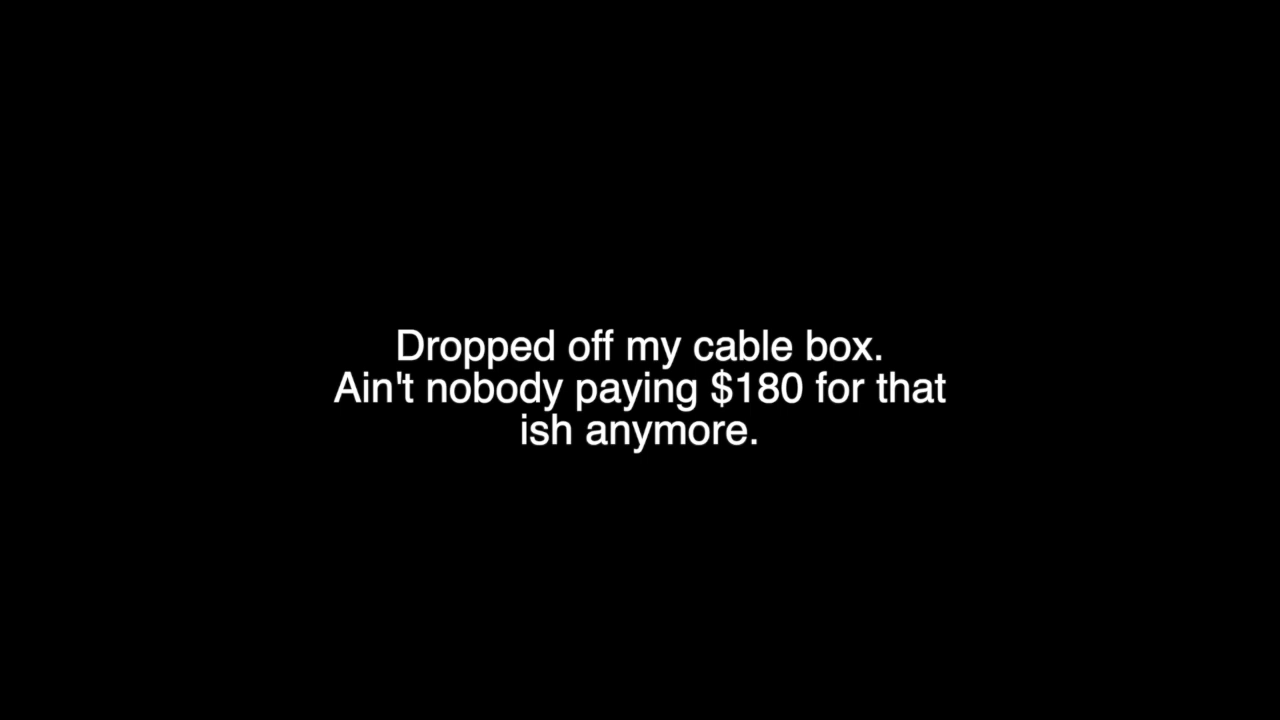 Dropped off my cable box.
Ain't nobody paying $180 for that
ish anymore.